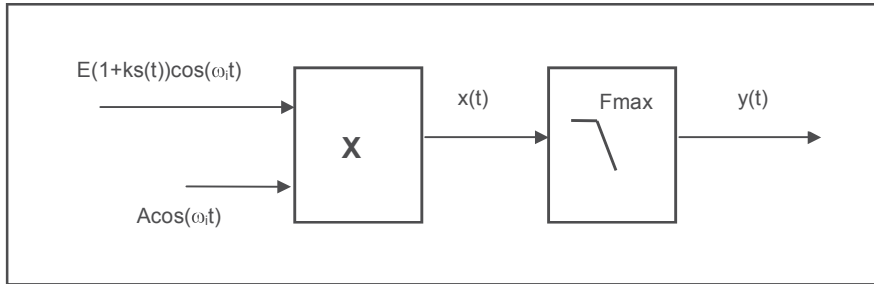 E(1+ks(t))cos(ωᵢt)
X
x(t)
Fmax
y(t)
Acos(ωᵢt)